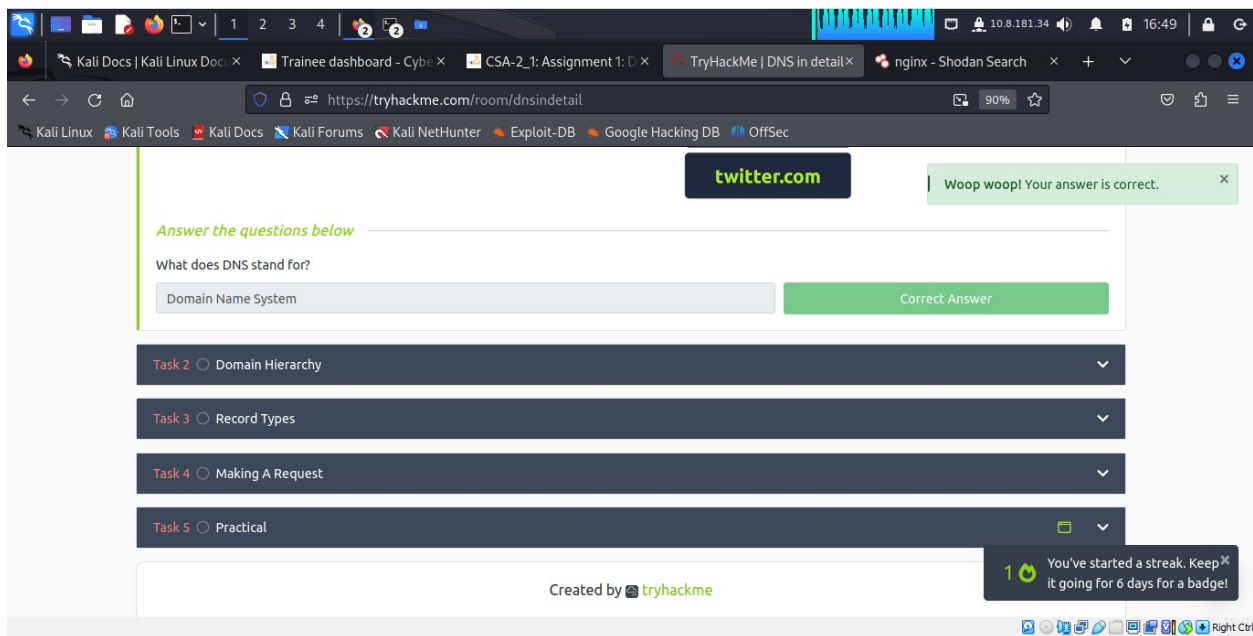 1 2 3 4 2 2 10.8.181.34 16:49
Kali Docs | Kali Linux Docu × Trainee dashboard - Cybe × CSA-2_1: Assignment 1: D × TryHackMe | DNS in detail × nginx - Shodan Search ×
https://tryhackme.com/room/dnsindetail 90%
Kali Linux Kali Tools Kali Docs Kali Forums Kali NetHunter Exploit-DB Google Hacking DB OffSec
twitter.com
Woop woop! Your answer is correct. ×
Answer the questions below
What does DNS stand for?
Domain Name System Correct Answer
Task 2 Domain Hierarchy
Task 3 Record Types
Task 4 Making A Request
Task 5 Practical
1 You've started a streak. Keep ×
it going for 6 days for a badge!
Created by tryhackme
Right Ctrl